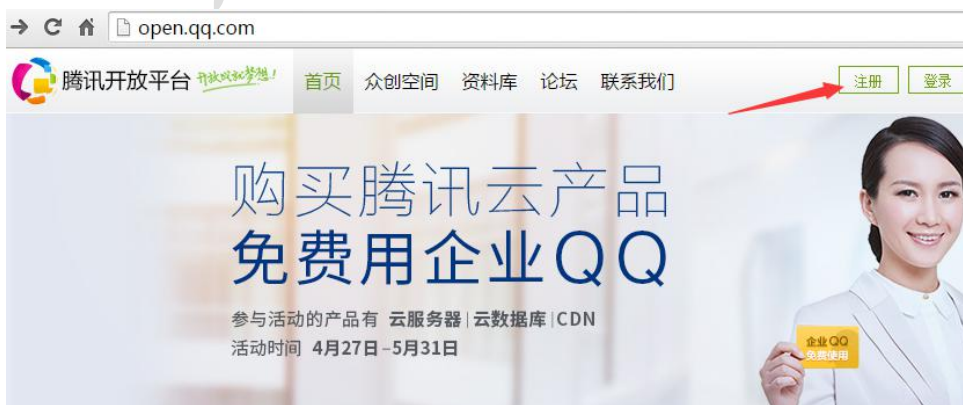 open.qq.com
腾讯开放平台 开放成就梦想! 首页 众创空间 资料库 论坛 联系我们 注册 登录
购买腾讯云产品
免费用企业QQ
参与活动的产品有 云服务器|云数据库|CDN
活动时间 4月27日-5月31日
企业QQ
免费使用